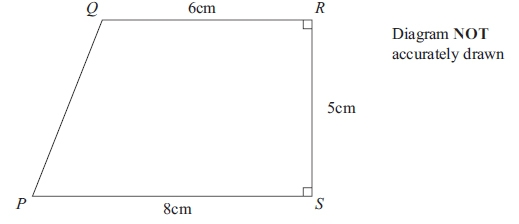 Q 6cm R
Diagram NOT
accurately drawn
5cm
P 8cm S